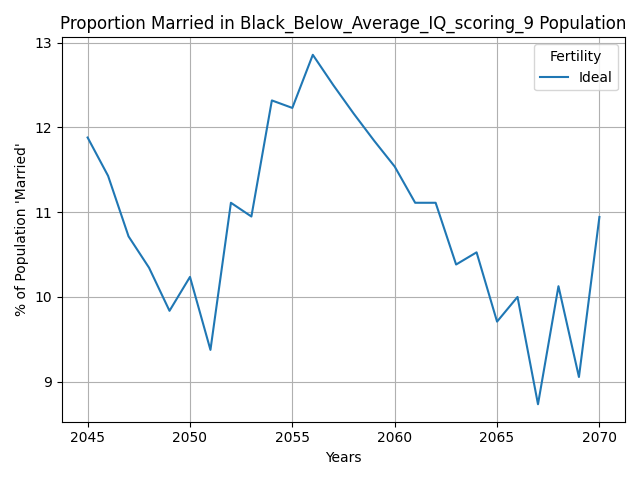 Proportion Married in Black_Below_Average_IQ_scoring_9 Population
Fertility
Ideal
% of Population 'Married'
13
12
11
10
9
2045 2050 2055 2060 2065 2070
Years